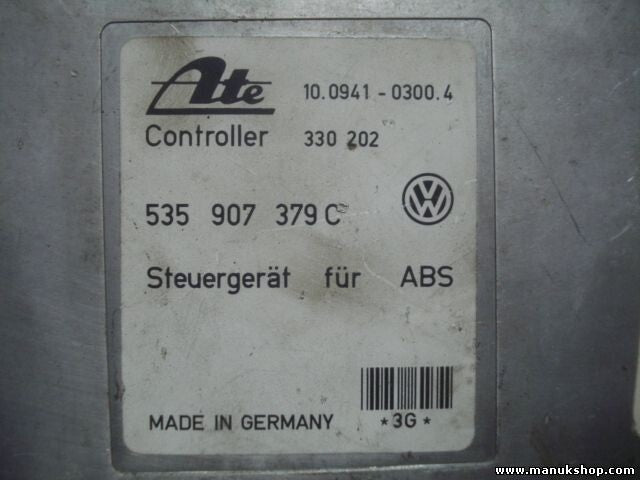 Ate 10.0941-0300.4
Controller 330 202
535 907 379 C VW
Steuergerät für ABS
MADE IN GERMANY *3G*
www.manukshop.com